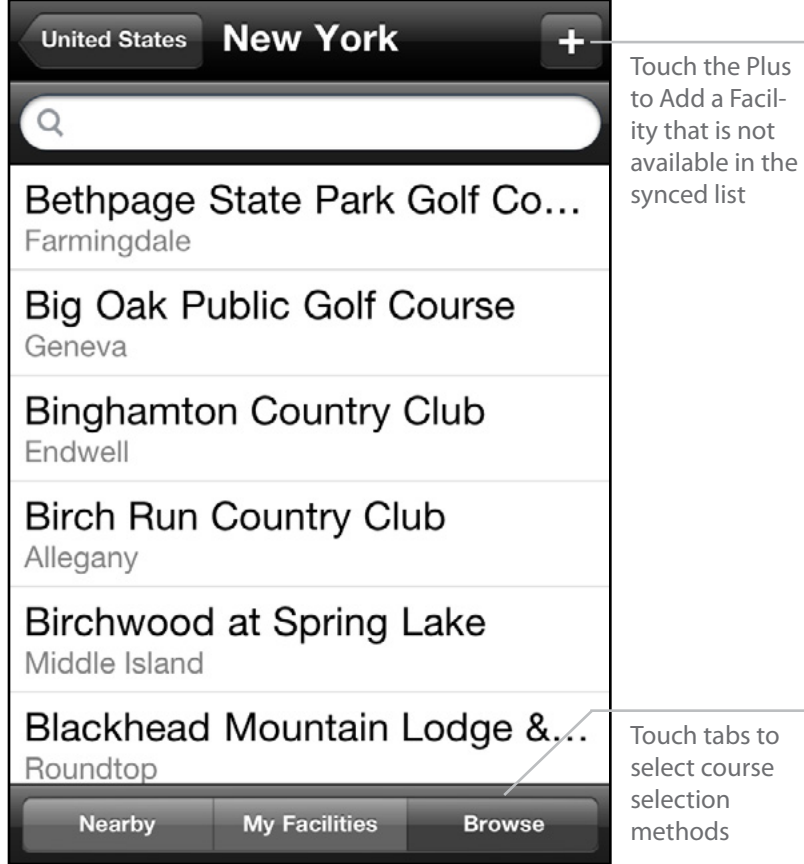 United States
New York
+
Touch the Plus
to Add a Facil-
ity that is not
available in the
synced list
Bethpage State Park Golf Co...
Farmingdale
Big Oak Public Golf Course
Geneva
Binghamton Country Club
Endwell
Birch Run Country Club
Allegany
Birchwood at Spring Lake
Middle Island
Blackhead Mountain Lodge &...
Roundtop
Touch tabs to
select course
selection
methods
Nearby
My Facilities
Browse